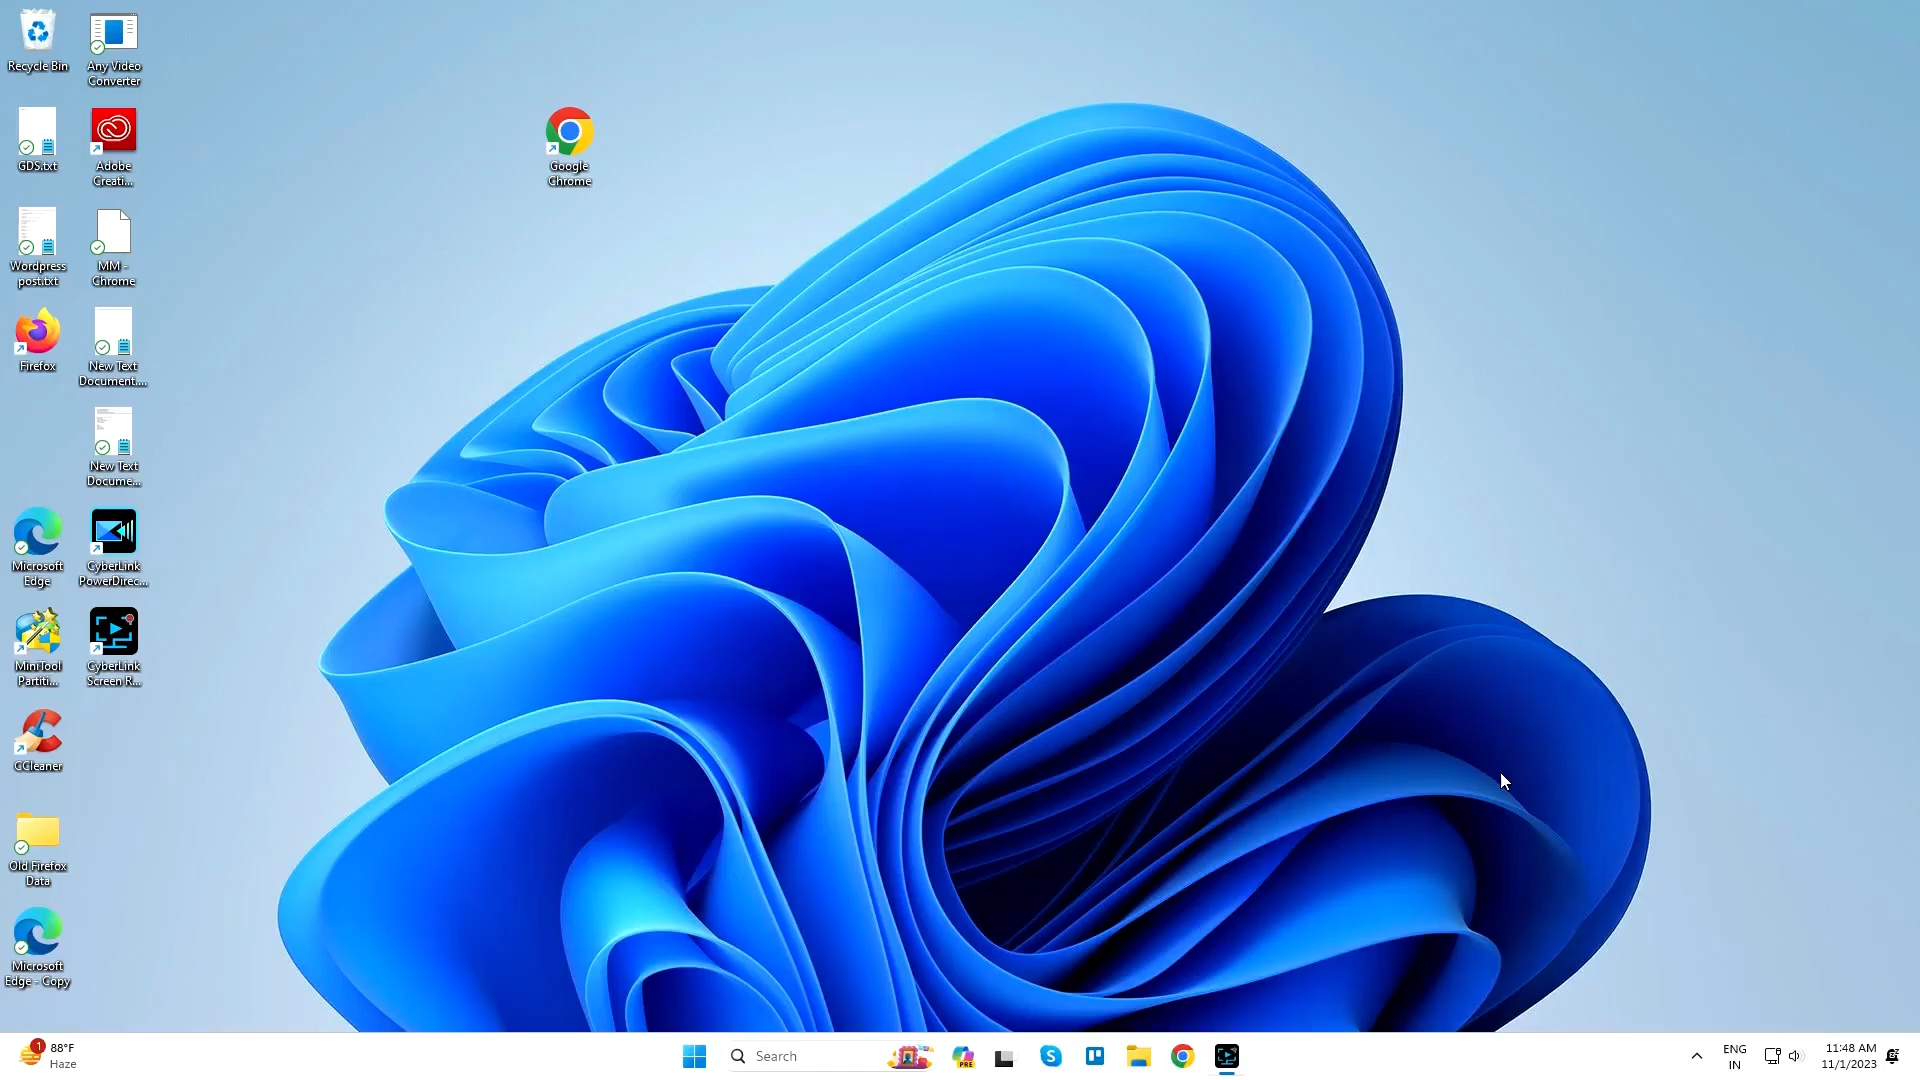 Recycle Bin
Any Video
Converter
GDS.txt
Adobe
Creati...
Google
Chrome
Wordpress
post.txt
MM -
Chrome
Firefox
New Text
Document....
New Text
Docume...
Microsoft
Edge
CyberLink
PowerDirec...
MiniTool
Partiti...
CyberLink
Screen R...
CCleaner
Old Firefox
Data
Microsoft
Edge - Copy
1
88°F
Haze
Search
PRE
ENG
IN
11:48 AM
11/1/2023